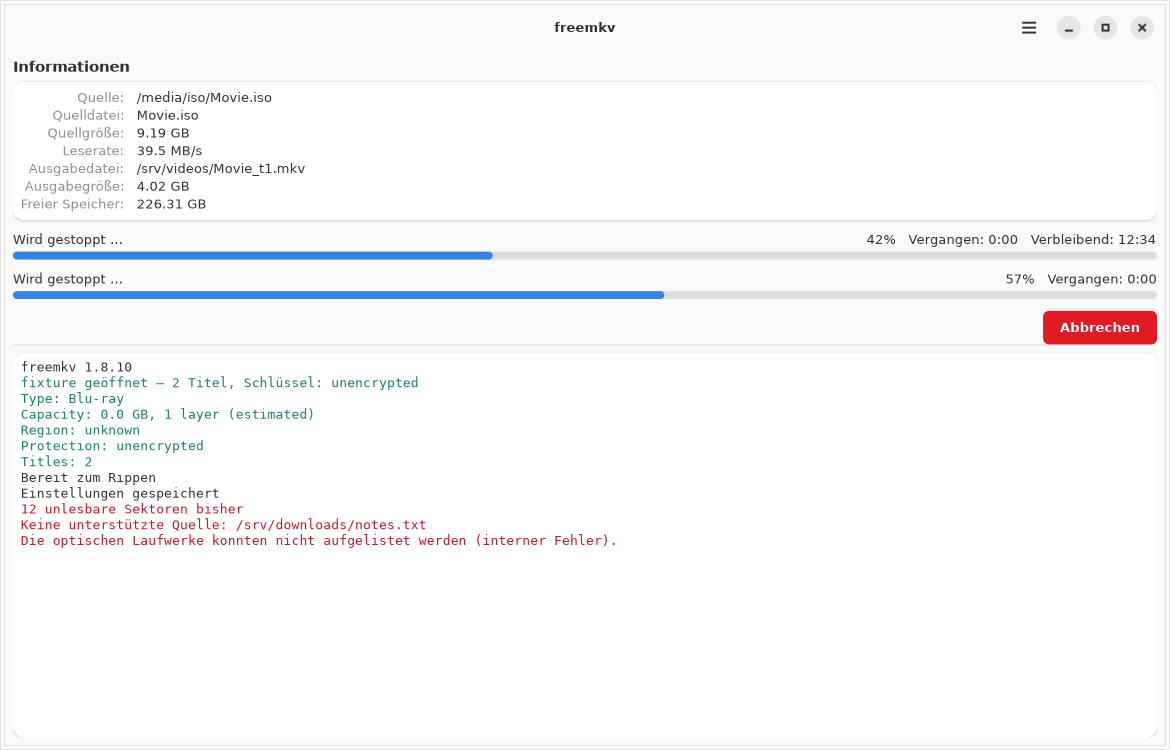 freemkv
Informationen
Quelle: /media/iso/Movie.iso
Quelldatei: Movie.iso
Quellgröße: 9.19 GB
Leserate: 39.5 MB/s
Ausgabedatei: /srv/videos/Movie_t1.mkv
Ausgabegröße: 4.02 GB
Freier Speicher: 226.31 GB
Wird gestoppt … 42% Vergangen: 0:00 Verbleibend: 12:34
Wird gestoppt … 57% Vergangen: 0:00
Abbrechen
freemkv 1.8.10
fixture geöffnet — 2 Titel, Schlüssel: unencrypted
Type: Blu-ray
Capacity: 0.0 GB, 1 layer (estimated)
Region: unknown
Protection: unencrypted
Titles: 2
Bereit zum Rippen
Einstellungen gespeichert
12 unlesbare Sektoren bisher
Keine unterstützte Quelle: /srv/downloads/notes.txt
Die optischen Laufwerke konnten nicht aufgelistet werden (interner Fehler).